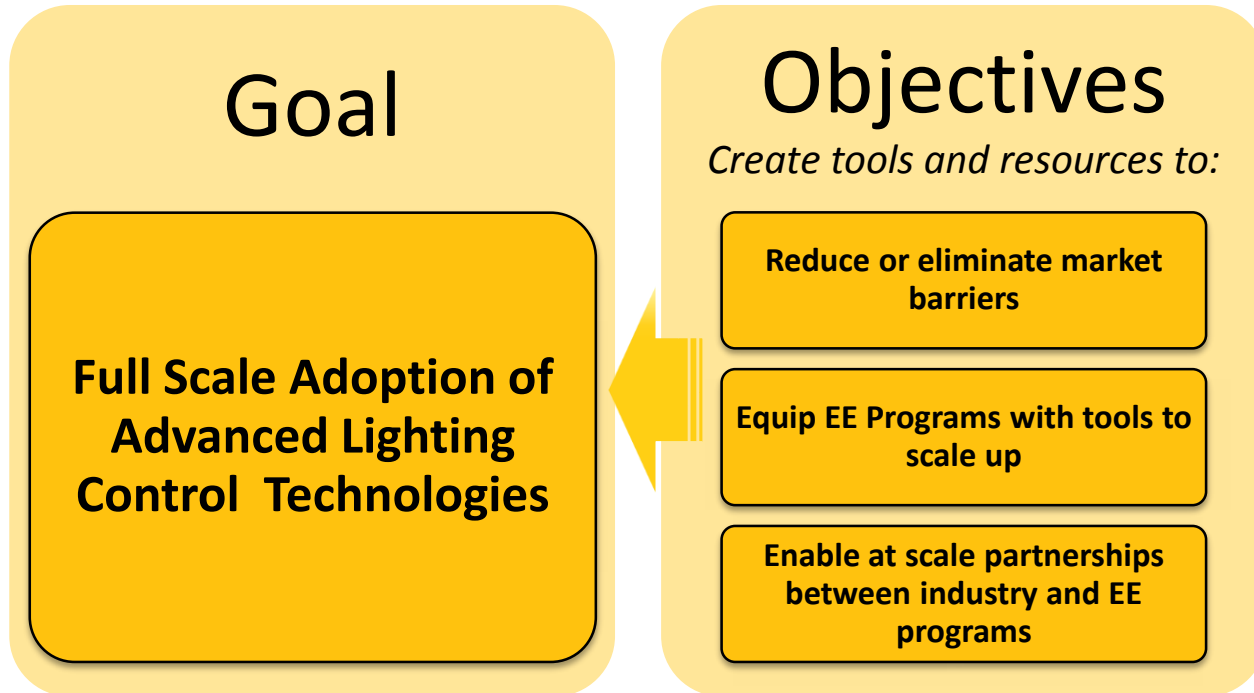 Goal
Full Scale Adoption of
Advanced Lighting
Control Technologies
Objectives
Create tools and resources to:
Reduce or eliminate market
barriers
Equip EE Programs with tools to
scale up
Enable at scale partnerships
between industry and EE
programs